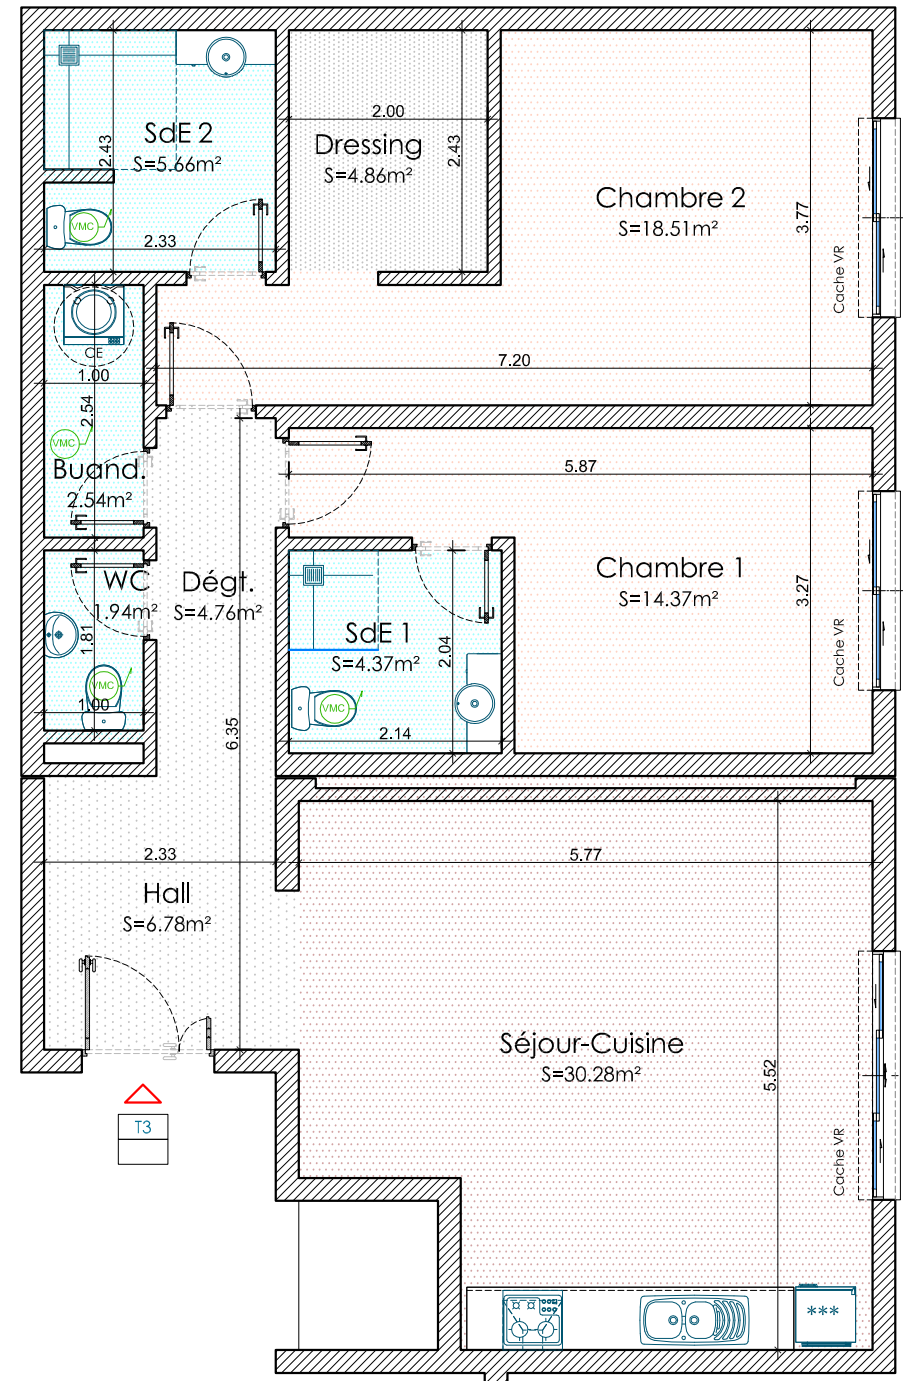 SdE 2
S=5.66m²
2.43
2.33
VMC
2.00
Dressing
S=4.86m²
2.43
Chambre 2
S=18.51m²
3.77
Cache VR
7.20
CE
1.00
2.54
VMC
Buand.
2.54m²
5.87
Chambre 1
S=14.37m²
3.27
Cache VR
WC
1.94m²
1.81
VMC
1.00
Dégt.
S=4.76m²
6.35
SdE 1
S=4.37m²
2.04
VMC
2.14
2.33
Hall
S=6.78m²
5.77
Séjour-Cuisine
S=30.28m²
5.52
Cache VR
T3
***